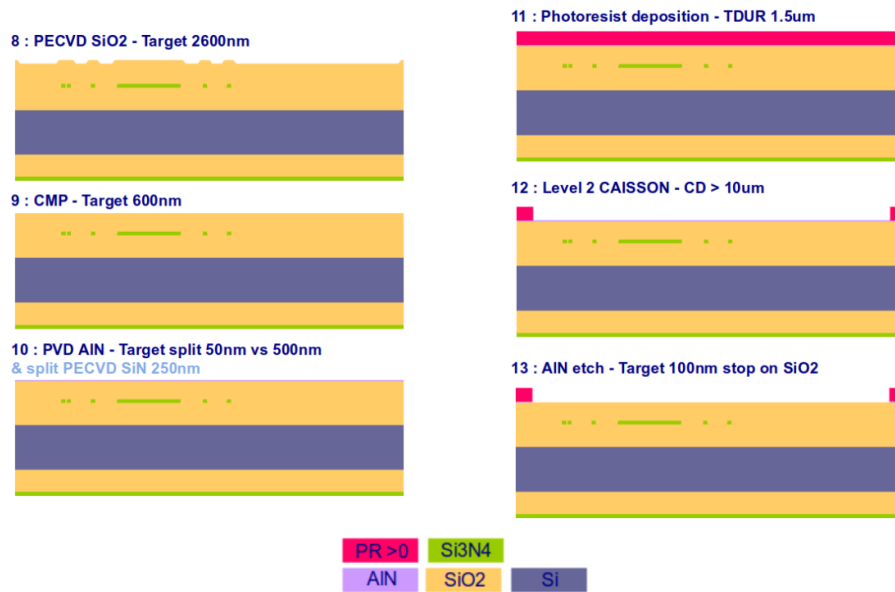 8 : PECVD SiO2 - Target 2600nm
9 : CMP - Target 600nm
10 : PVD AlN - Target split 50nm vs 500nm
& split PECVD SiN 250nm
11 : Photoresist deposition - TDUR 1.5um
12 : Level 2 CAISSON - CD > 10um
13 : AlN etch - Target 100nm stop on SiO2
PR >0 Si3N4
AlN SiO2 Si